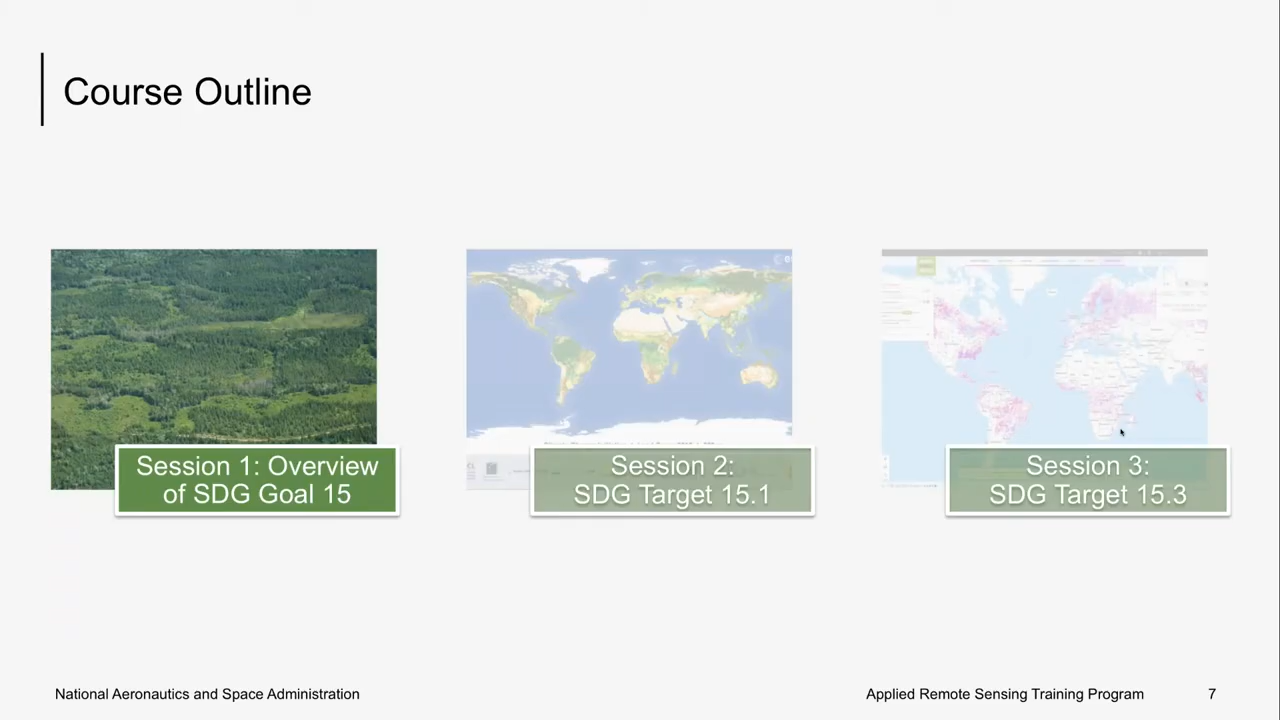 Course Outline
Session 1: Overview
of SDG Goal 15
Session 2:
SDG Target 15.1
Session 3:
SDG Target 15.3
National Aeronautics and Space Administration
Applied Remote Sensing Training Program
7